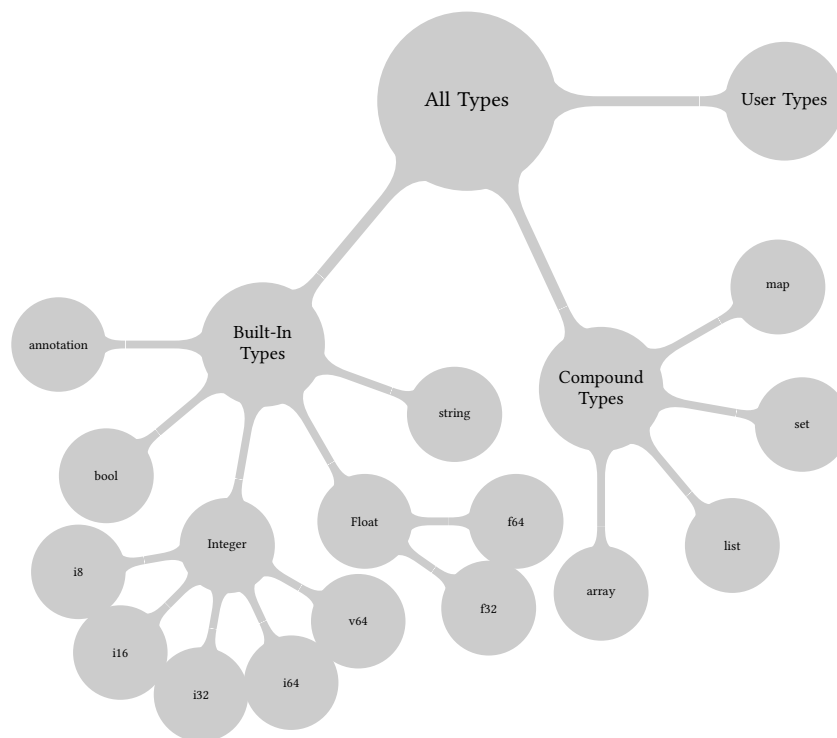 All Types
User Types
map
Built-In
Types
annotation
Compound
Types
string
set
bool
Float
f64
Integer
list
i8
array
f32
v64
i16
i64
i32